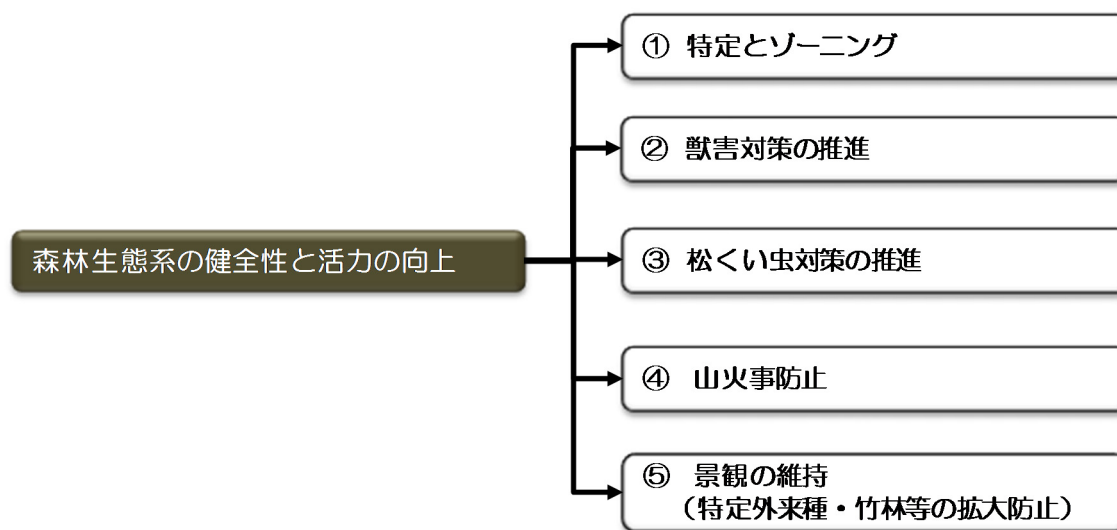 ① 特定とゾーニング
② 獣害対策の推進
森林生態系の健全性と活力の向上
③ 松くい虫対策の推進
④ 山火事防止
⑤ 景観の維持
（特定外来種・竹林等の拡大防止）